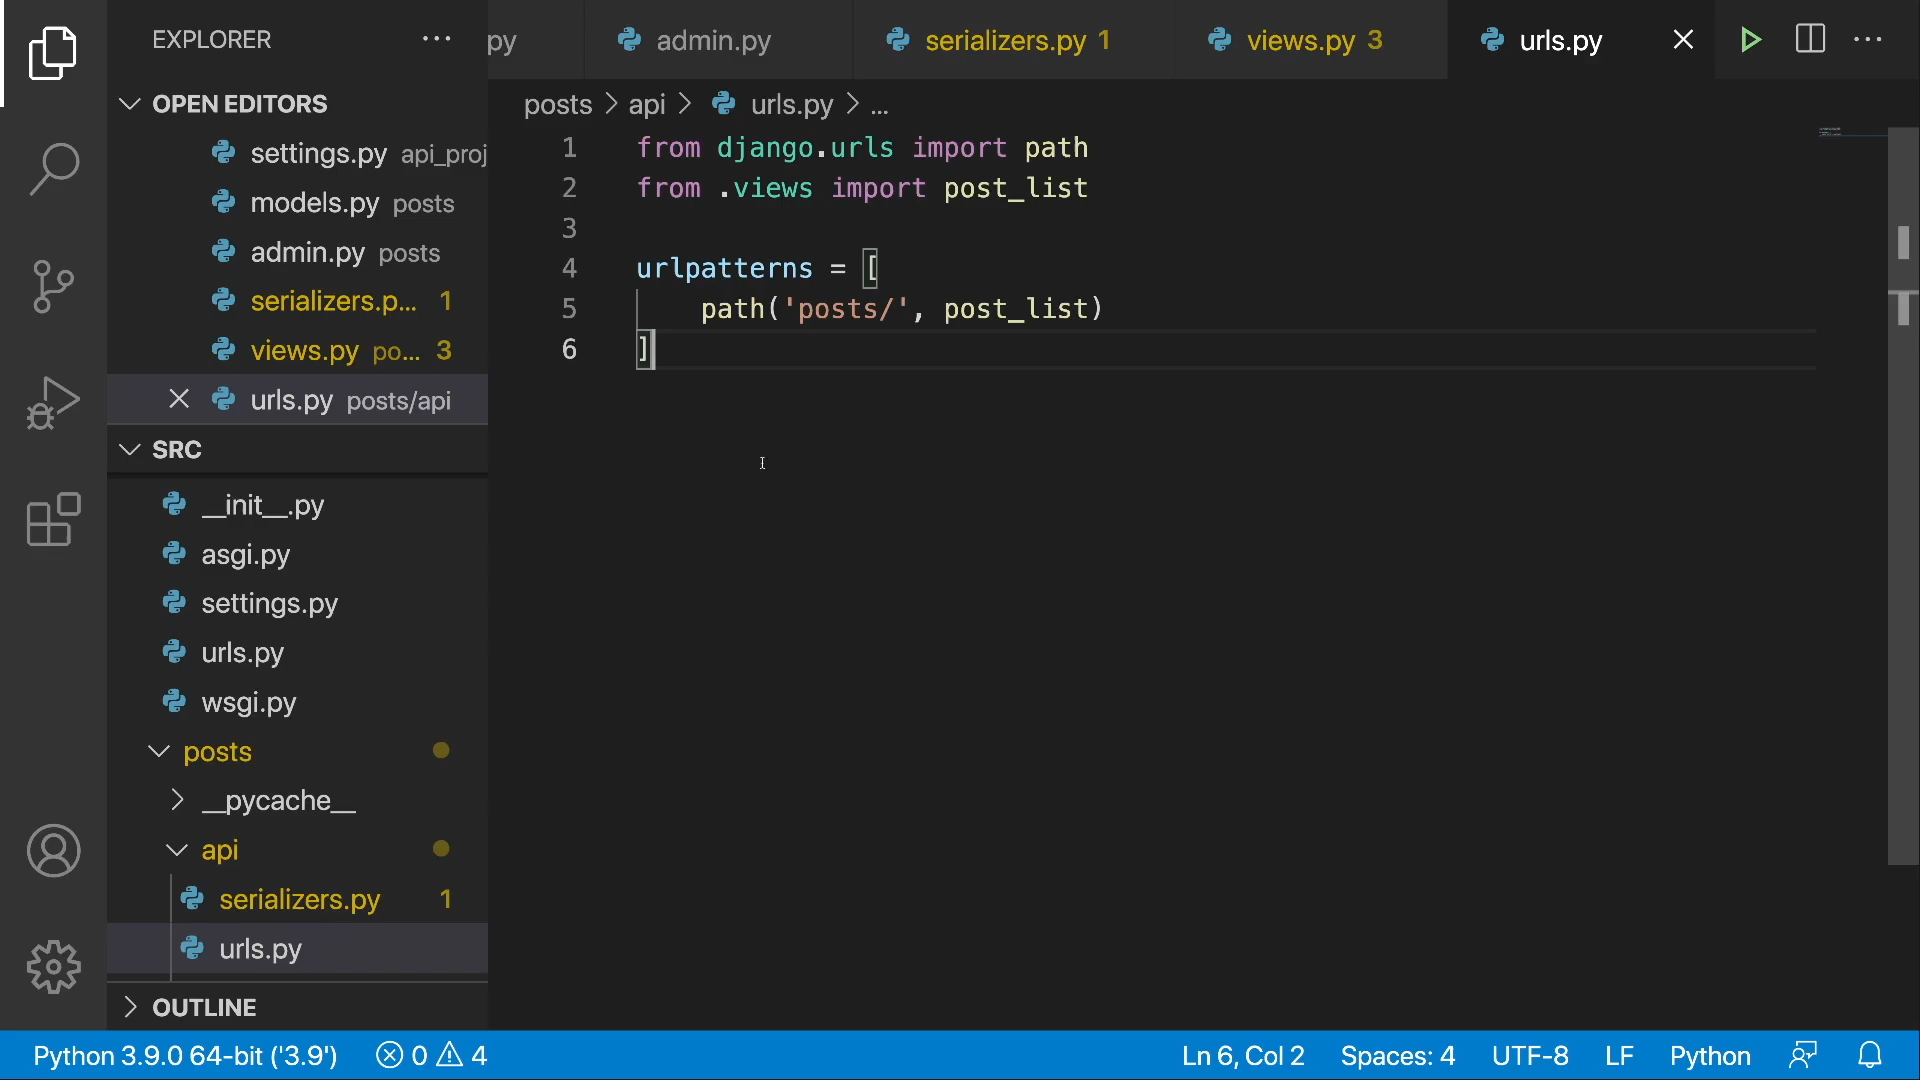 EXPLORER
OPEN EDITORS
settings.py api_proj
models.py posts
admin.py posts
serializers.p... 1
views.py po... 3
urls.py posts/api
SRC
__init__.py
asgi.py
settings.py
urls.py
wsgi.py
posts
__pycache__
api
serializers.py 1
urls.py
OUTLINE
py admin.py serializers.py 1 views.py 3 urls.py
posts > api > urls.py > ...
1 from django.urls import path
2 from .views import post_list
3
4 urlpatterns = [
5 path('posts/', post_list)
6 ]
Python 3.9.0 64-bit ('3.9') 0 4 Ln 6, Col 2 Spaces: 4 UTF-8 LF Python